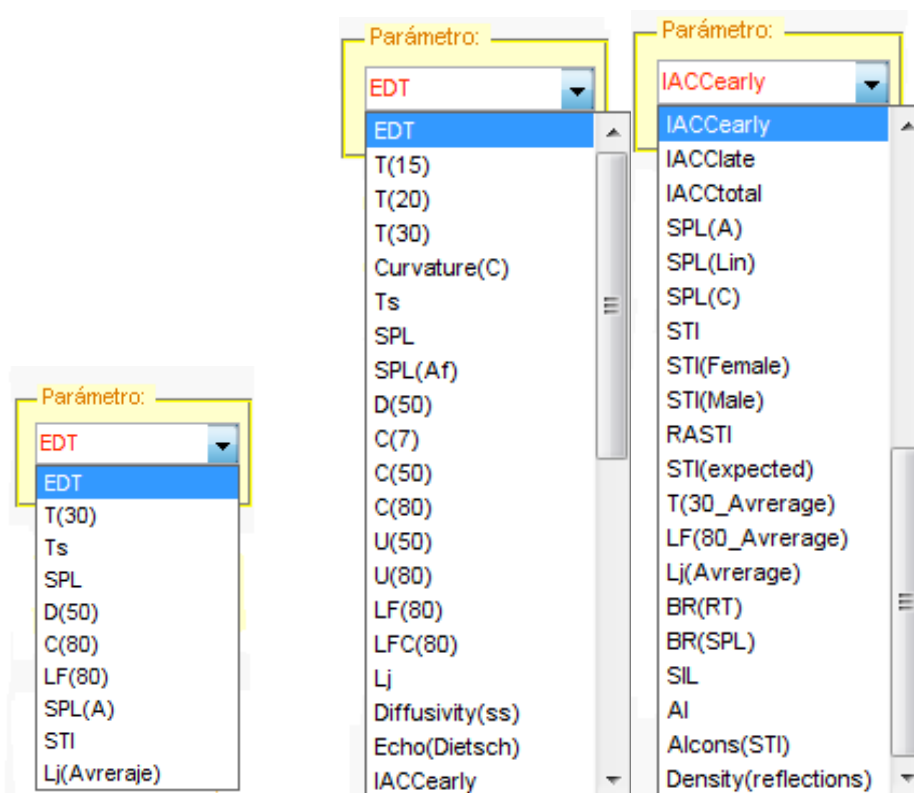 Parámetro:
EDT
EDT
T(30)
Ts
SPL
D(50)
C(80)
LF(80)
SPL(A)
STI
Lj(Avreraje)
Parámetro:
EDT
EDT
T(15)
T(20)
T(30)
Curvature(C)
Ts
SPL
SPL(Af)
D(50)
C(7)
C(50)
C(80)
U(50)
U(80)
LF(80)
LFC(80)
Lj
Diffusivity(ss)
Echo(Dietsch)
IACCearly
Parámetro:
IACCearly
IACCearly
IACClate
IACCtotal
SPL(A)
SPL(Lin)
SPL(C)
STI
STI(Female)
STI(Male)
RASTI
STI(expected)
T(30_Avrerage)
LF(80_Avrerage)
Lj(Avrerage)
BR(RT)
BR(SPL)
SIL
AI
Alcons(STI)
Density(reflections)